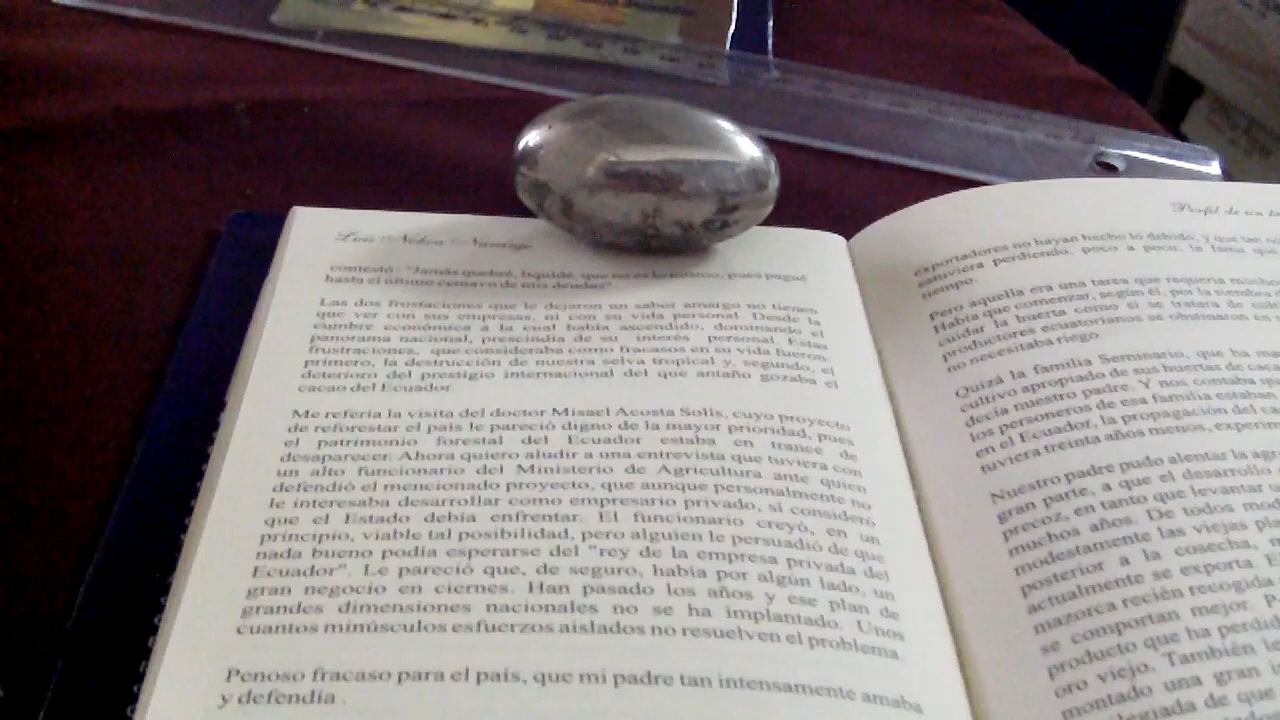 Luis Noboa Naranjo
contestó: "Jamás quebré, liquidé, que no es lo mismo, pues pagué
hasta el último centavo de mis deudas"
Las dos frustaciones que le dejaron un sabor amargo no tienen
que ver con sus empresas, ni con su vida personal. Desde la
cumbre económica a la cual había ascendido, dominando el
panorama nacional, prescindía de su interés personal. Estas
frustraciones, que consideraba como fracasos en su vida fueron:
primero, la destrucción de nuestra selva tropical y, segundo, el
deterioro del prestigio internacional del que antaño gozaba el
cacao del Ecuador.
Me refería la visita del doctor Misael Acosta Solís, cuyo proyecto
de reforestar el país le pareció digno de la mayor prioridad, pues
el patrimonio forestal del Ecuador estaba en trance de
desaparecer. Ahora quiero aludir a una entrevista que tuviera con
un alto funcionario del Ministerio de Agricultura ante quien
defendió el mencionado proyecto, que aunque personalmente no
le interesaba desarrollar como empresario privado, sí consideró
que el Estado debía enfrentar. El funcionario creyó, en un
principio, viable tal posibilidad, pero alguien le persuadió de que
nada bueno podía esperarse del "rey de la empresa privada del
Ecuador". Le pareció que, de seguro, había por algún lado, un
gran negocio en ciernes. Han pasado los años y ese plan de
grandes dimensiones nacionales no se ha implantado. Unos
cuantos minúsculos esfuerzos aislados no resuelven el problema.
Penoso fracaso para el país, que mi padre tan intensamente amaba
y defendía.
Perfil de un
exportadores no hayan hecho lo debido, y que tan
estuviera perdiendo, poco a poco, la fama que
tiempo.
Pero aquella era una tarea que requería
Había que comenzar, según él, por la siembra
cuidar la huerta como si se tratara de
productores ecuatorianos se obstinaron en
no necesitaba riego.
Quizá la familia Seminario, que ha
cultivo apropiado de sus huertas de
decía nuestro padre. Y nos contaba
los personeros de esa familia estaban
en el Ecuador, la propagación del
tuviera treinta años menos,
Nuestro padre pudo alentar la
gran parte, a que el desarrollo
precoz, en tanto que levantar
muchos años. De todos
modestamente las viejas
posterior a la cosecha,
actualmente se exporta.
mazorca recién recogida
se comportan mejor.
producto que ha
oro viejo. También
montado una gran
de que